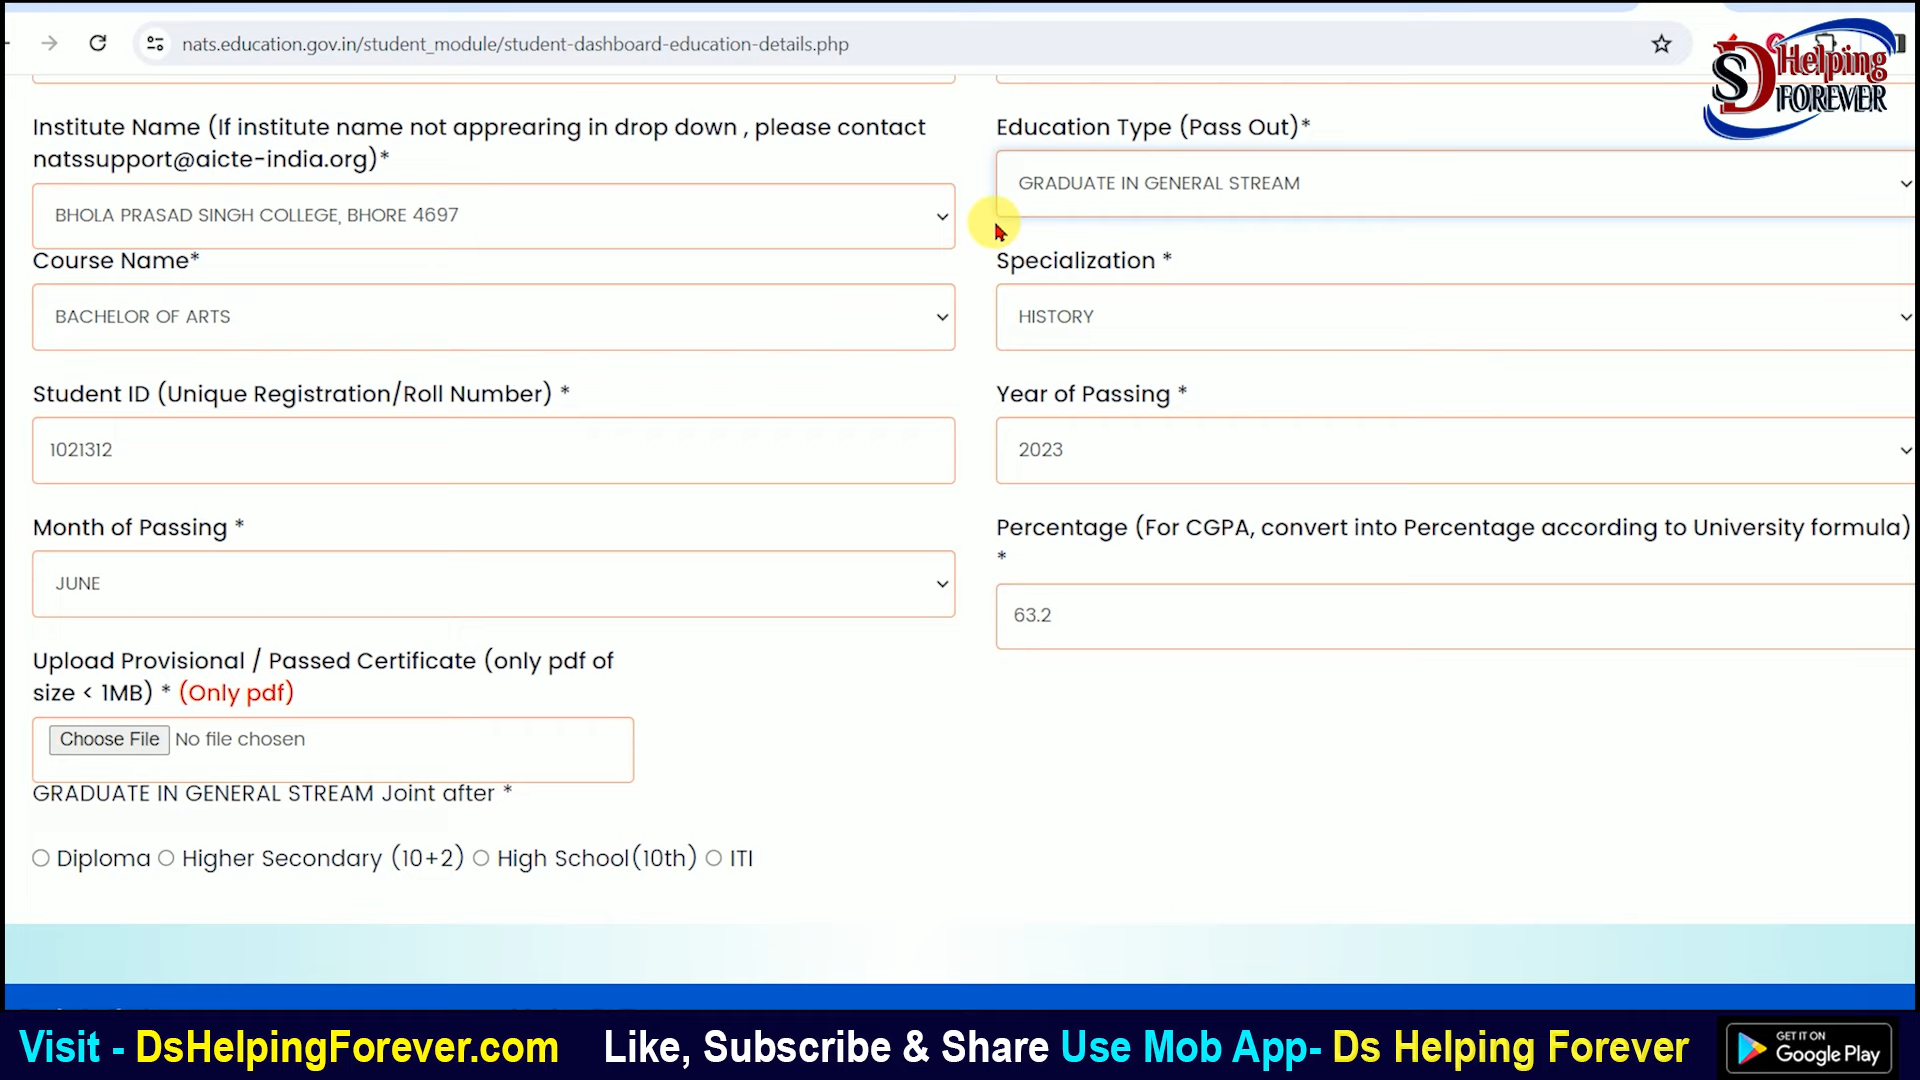 nats.education.gov.in/student_module/student-dashboard-education-details.php
SD Helping
FOREVER
Institute Name (If institute name not apprearing in drop down , please contact
natssupport@aicte-india.org)*
BHOLA PRASAD SINGH COLLEGE, BHORE 4697
Education Type (Pass Out)*
GRADUATE IN GENERAL STREAM
Course Name*
BACHELOR OF ARTS
Specialization *
HISTORY
Student ID (Unique Registration/Roll Number) *
1021312
Year of Passing *
2023
Month of Passing *
JUNE
Percentage (For CGPA, convert into Percentage according to University formula)
*
63.2
Upload Provisional / Passed Certificate (only pdf of
size < 1MB) * (Only pdf)
Choose File No file chosen
GRADUATE IN GENERAL STREAM Joint after *
Diploma Higher Secondary (10+2) High School(10th) ITI
Visit - DsHelpingForever.com Like, Subscribe & Share Use Mob App- Ds Helping Forever
GET IT ON
Google Play